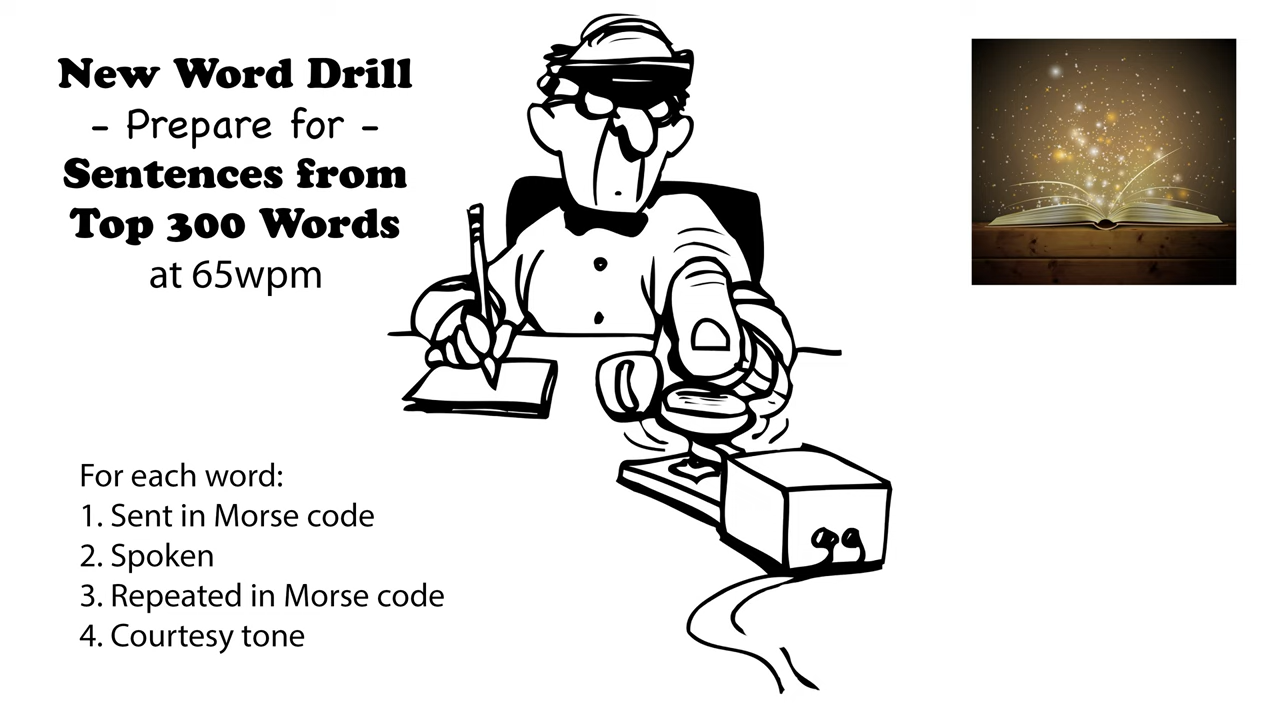 New Word Drill
- Prepare for -
Sentences from
Top 300 Words
at 65wpm
For each word:
1. Sent in Morse code
2. Spoken
3. Repeated in Morse code
4. Courtesy tone